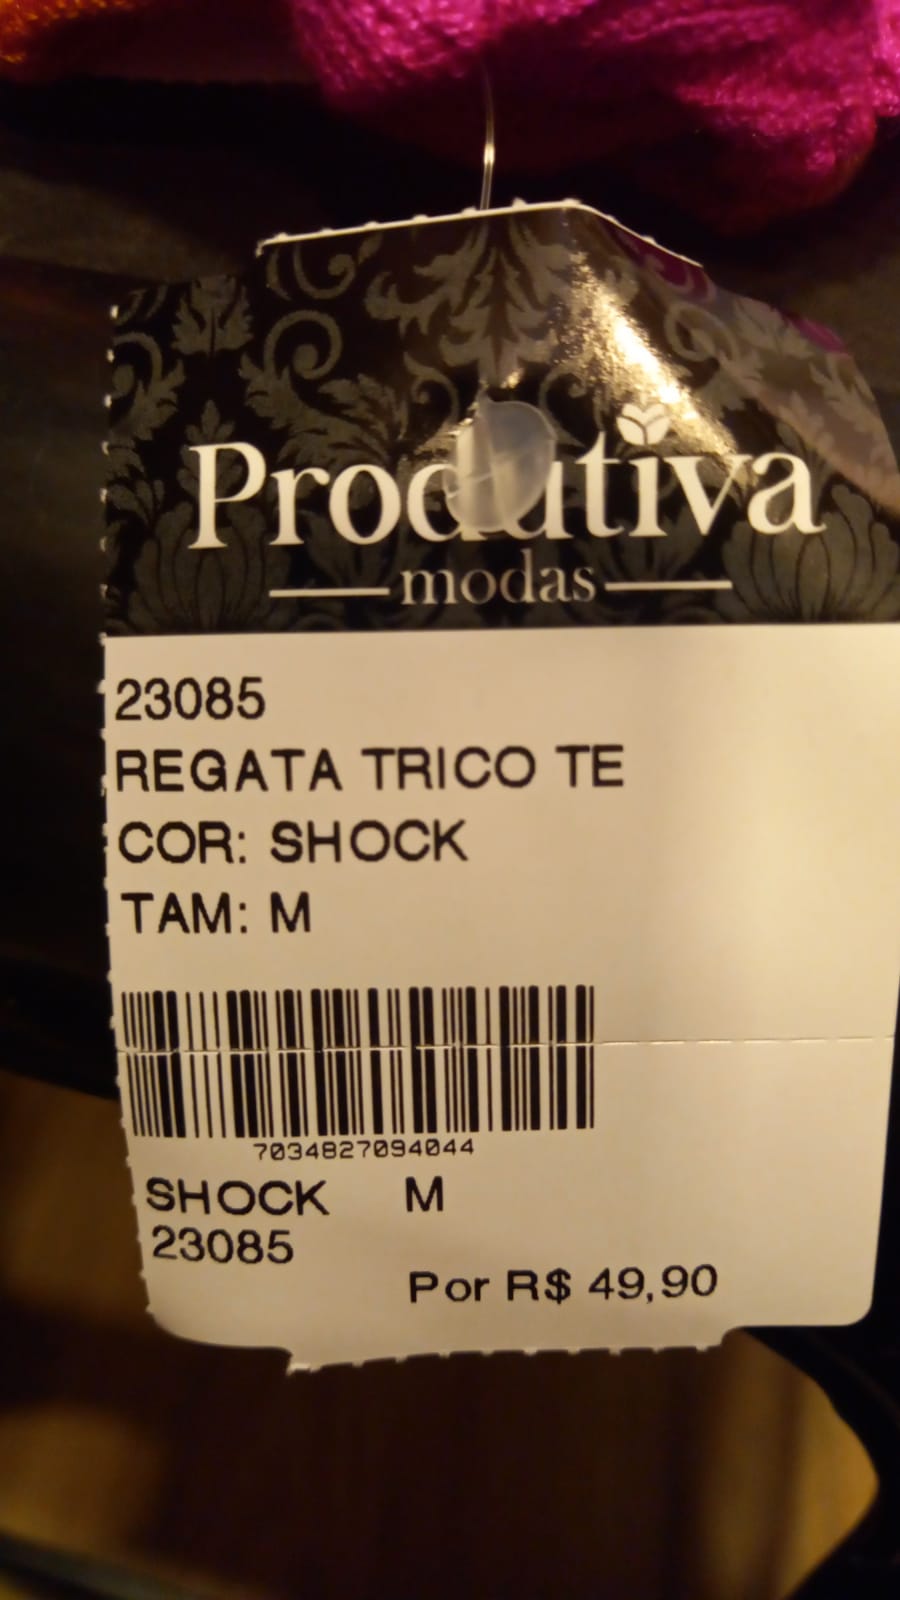 Produtiva
modas
23085
REGATA TRICO TE
COR: SHOCK
TAM: M
7034827094044
SHOCK M
23085
Por R$ 49,90